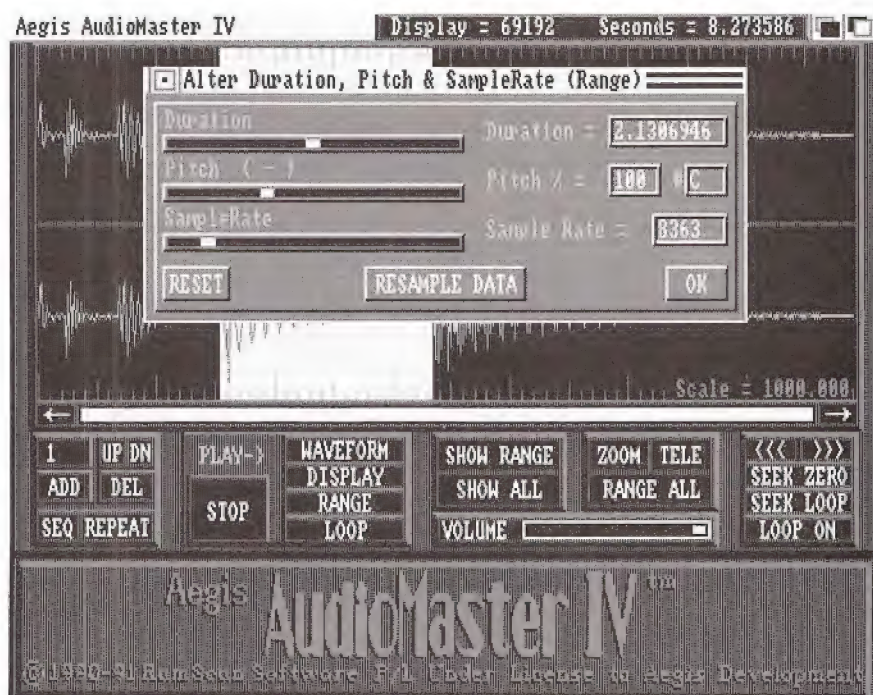 Aegis AudioMaster IV
Display = 69192 Seconds = 8.273586
Alter Duration, Pitch & SampleRate (Range)
Duration
Duration = 2.1306946
Pitch ( - )
Pitch % = 100 # C
SampleRate
Sample Rate = 8363.
RESET
RESAMPLE DATA
OK
Scale = 1000.000
1
UP DN
ADD
DEL
SEQ REPEAT
PLAY->
STOP
WAVEFORM
DISPLAY
RANGE
LOOP
SHOW RANGE
SHOW ALL
VOLUME
ZOOM
TELE
RANGE ALL
<<<
>>>
SEEK ZERO
SEEK LOOP
LOOP ON
Aegis
AudioMaster IV
tm
© 1990-91 RamScan Software P/L Under License to Aegis Development